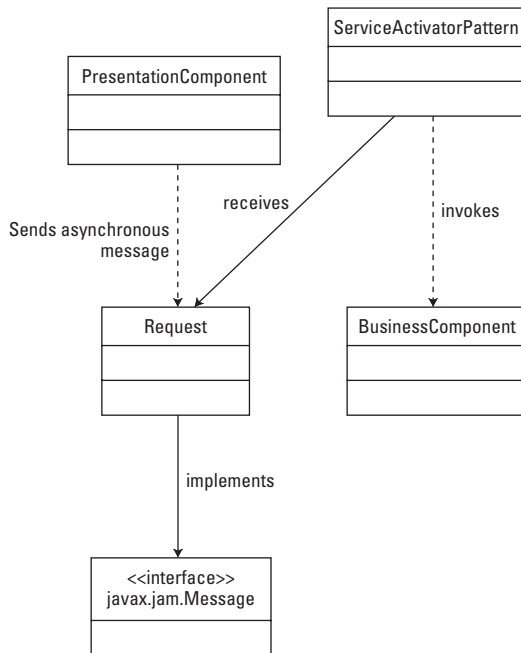 ServiceActivatorPattern
PresentationComponent
receives
Sends asynchronous
message
invokes
Request
BusinessComponent
implements
<<interface>>
javax.jam.Message